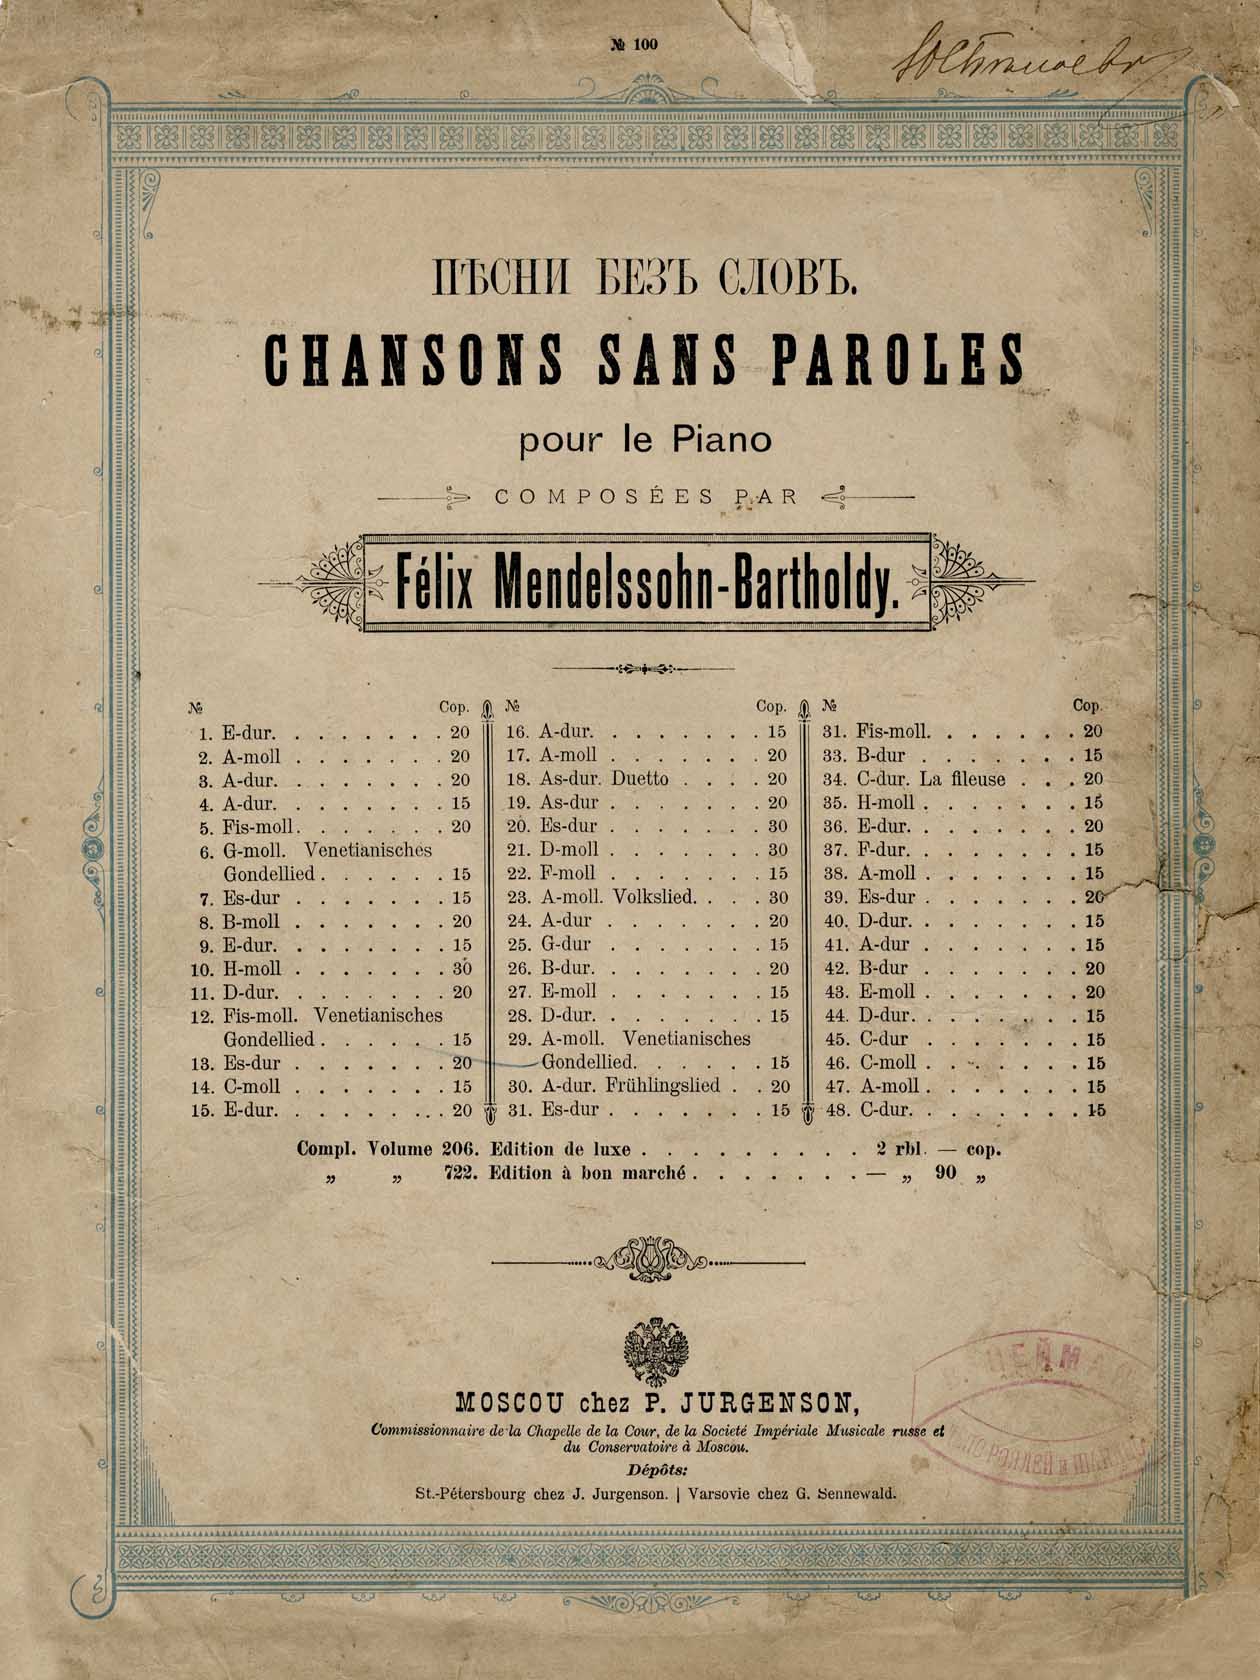 № 100
ПѢСНИ БЕЗЪ СЛОВЪ.
CHANSONS SANS PAROLES
pour le Piano
COMPOSÉES PAR
Félix Mendelssohn-Bartholdy.
№ Cop.
1. E-dur. . . . . . . . 20
2. A-moll . . . . . . . 20
3. A-dur. . . . . . . . 20
4. A-dur. . . . . . . . 15
5. Fis-moll. . . . . . . 20
6. G-moll. Venetianisches
Gondellied . . . . . . 15
7. Es-dur . . . . . . . 15
8. B-moll . . . . . . . 20
9. E-dur. . . . . . . . 15
10. H-moll . . . . . . . 30
11. D-dur. . . . . . . . 20
12. Fis-moll. Venetianisches
Gondellied . . . . . . 15
13. Es-dur . . . . . . . 20
14. C-moll . . . . . . . 15
15. E-dur. . . . . . . . 20
№ Cop.
16. A-dur. . . . . . . . 15
17. A-moll . . . . . . . 20
18. As-dur. Duetto . . . . 20
19. As-dur . . . . . . . 20
20. Es-dur . . . . . . . 30
21. D-moll . . . . . . . 30
22. F-moll . . . . . . . 15
23. A-moll. Volkslied. . . . 30
24. A-dur . . . . . . . 20
25. G-dur . . . . . . . 15
26. B-dur. . . . . . . . 20
27. E-moll . . . . . . . 15
28. D-dur. . . . . . . . 15
29. A-moll. Venetianisches
Gondellied. . . . . . 15
30. A-dur. Frühlingslied . . 20
31. Es-dur . . . . . . . 15
№ Cop.
31. Fis-moll. . . . . . . 20
33. B-dur . . . . . . . 15
34. C-dur. La fileuse . . . 20
35. H-moll . . . . . . . 15
36. E-dur. . . . . . . . 20
37. F-dur. . . . . . . . 15
38. A-moll . . . . . . . 15
39. Es-dur . . . . . . . 20
40. D-dur. . . . . . . . 15
41. A-dur . . . . . . . 15
42. B-dur . . . . . . . 20
43. E-moll . . . . . . . 20
44. D-dur. . . . . . . . 15
45. C-dur . . . . . . . 15
46. C-moll . . . . . . . 15
47. A-moll . . . . . . . 15
48. C-dur. . . . . . . . 15
Compl. Volume 206. Edition de luxe . . . . . . . . . 2 rbl. — cop.
„ „ 722. Edition à bon marché . . . . . . . — „ 90 „
MOSCOU chez P. JURGENSON,
Commissionnaire de la Chapelle de la Cour, de la Societé Impériale Musicale russe et
du Conservatoire à Moscou.
Dépôts:
St.-Pétersbourg chez J. Jurgenson. | Varsovie chez G. Sennewald.
РОЯЛЕЙ и